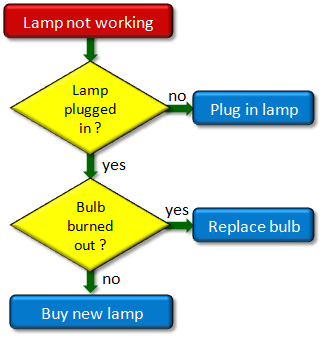 Lamp not working
Lamp
plugged
in ?
no
Plug in lamp
yes
Bulb
burned
out ?
yes
Replace bulb
no
Buy new lamp